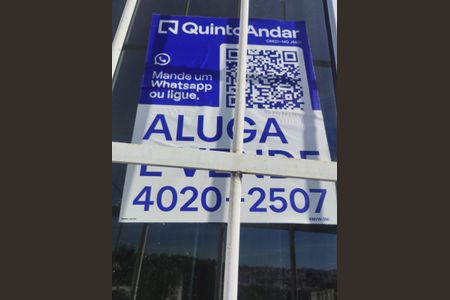 QuintoAndar
Mande um
Whatsapp
ou ligue.
ALUGA
E VENDE
4020-2507